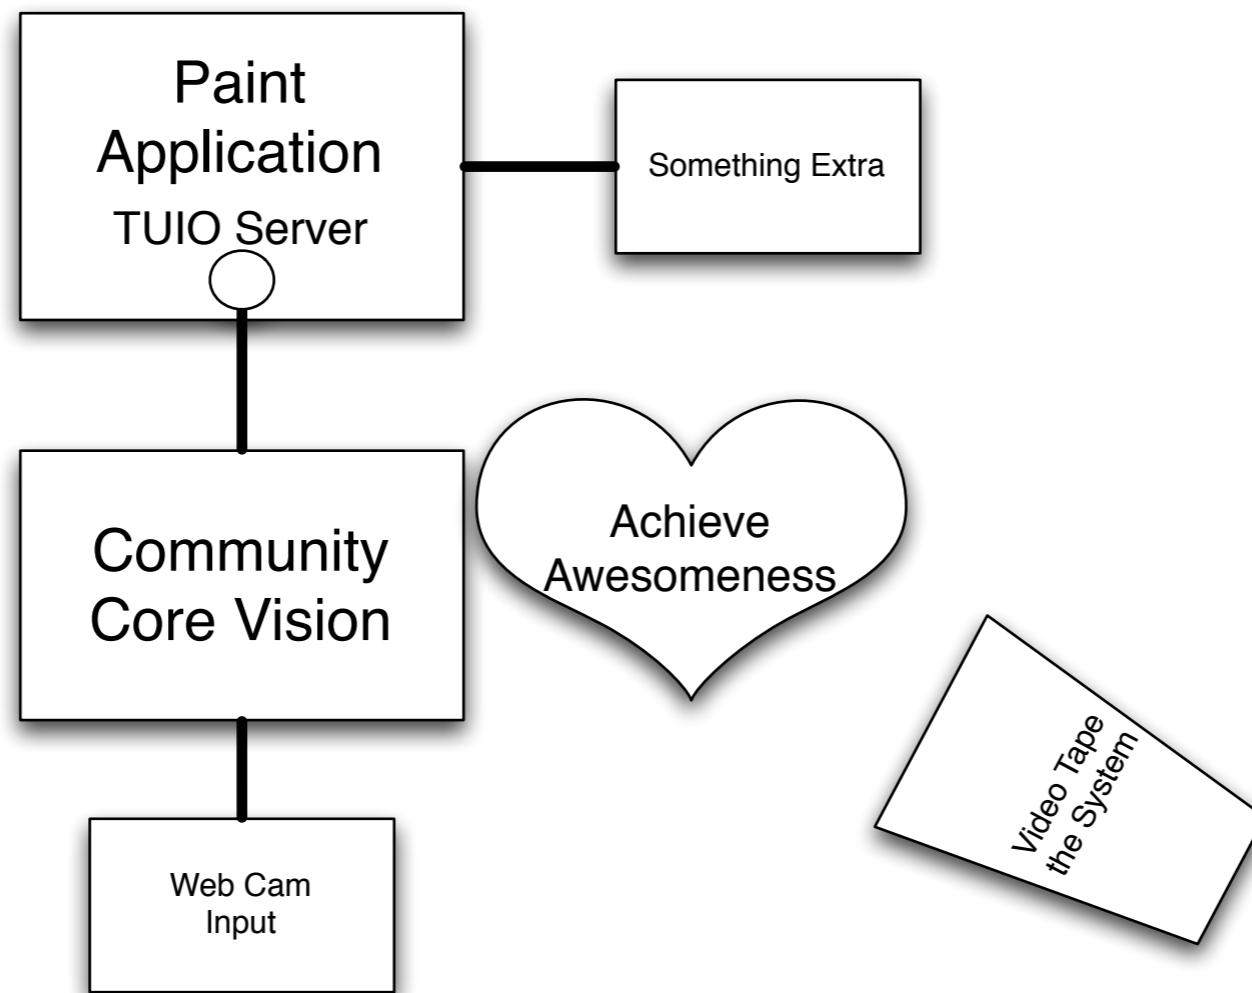 Paint
Application
TUIO Server
Something Extra
Community
Core Vision
Achieve
Awesomeness
Video Tape
the System
Web Cam
Input